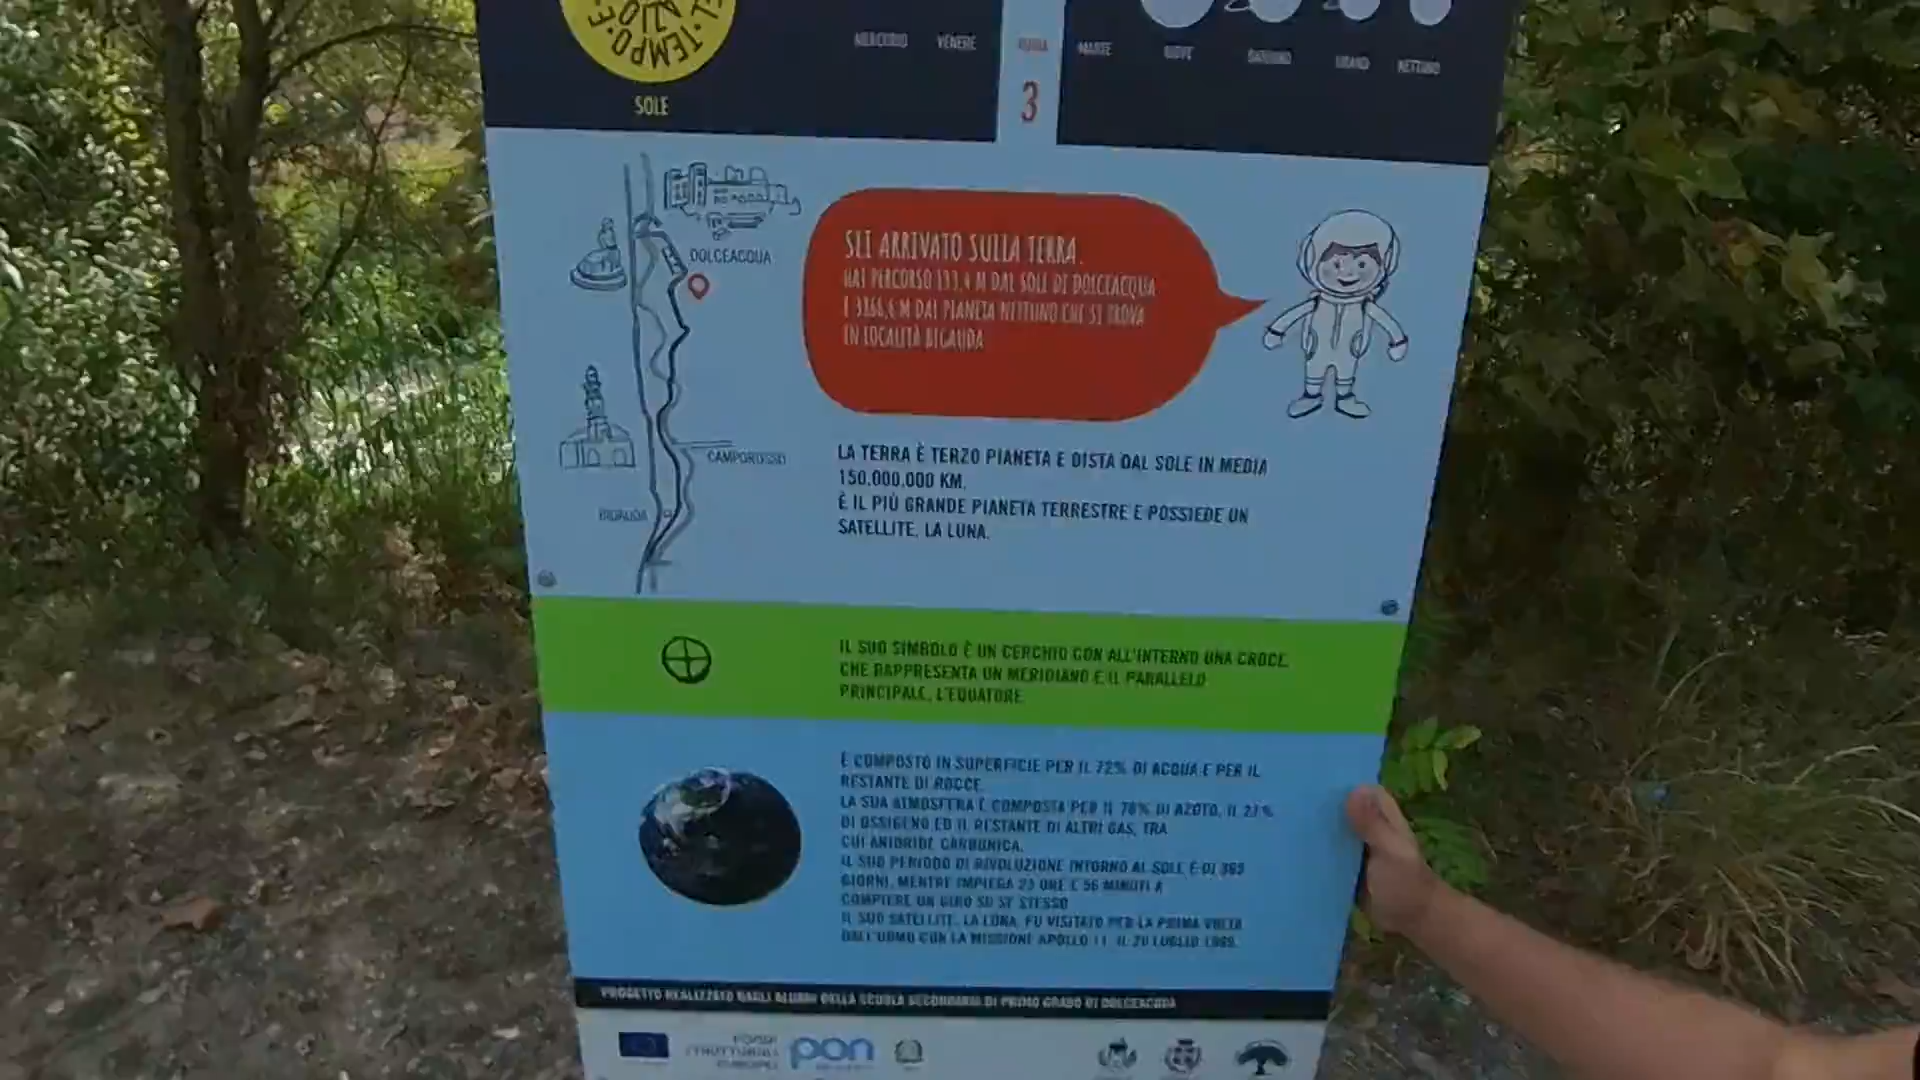 TEMPO
SOLE
MERCURIO
VENERE
TERRA
MARTE
GIOVE
SATURNO
URANO
NETTUNO
3
DOLCEACQUA
CAMPOROSSO
BIGAUDA
SEI ARRIVATO SULLA TERRA.
HAI PERCORSO 133,4 M DAL SOLE DI DOLCEACQUA
E 3366,6 M DAL PIANETA NETTUNO CHE SI TROVA
IN LOCALITÀ BIGAUDA
LA TERRA È TERZO PIANETA E DISTA DAL SOLE IN MEDIA
150.000.000 KM.
È IL PIÙ GRANDE PIANETA TERRESTRE E POSSIEDE UN
SATELLITE, LA LUNA.
IL SUO SIMBOLO È UN CERCHIO CON ALL'INTERNO UNA CROCE,
CHE RAPPRESENTA UN MERIDIANO E IL PARALLELO
PRINCIPALE, L'EQUATORE.
È COMPOSTO IN SUPERFICIE PER IL 72% DI ACQUA E PER IL
RESTANTE DI ROCCE.
LA SUA ATMOSFERA È COMPOSTA PER IL 78% DI AZOTO, IL 21%
DI OSSIGENO ED IL RESTANTE DI ALTRI GAS, TRA
CUI ANIDRIDE CARBONICA.
IL SUO PERIODO DI RIVOLUZIONE INTORNO AL SOLE È DI 365
GIORNI, MENTRE IMPIEGA 23 ORE E 56 MINUTI A
COMPIERE UN GIRO SU SE STESSO
IL SUO SATELLITE, LA LUNA, FU VISITATO PER LA PRIMA VOLTA
DALL'UOMO CON LA MISSIONE APOLLO 11, IL 20 LUGLIO 1969.
PROGETTO REALIZZATO DAGLI ALUNNI DELLA SCUOLA SECONDARIA DI PRIMO GRADO DI DOLCEACQUA
FONDI
STRUTTURALI
EUROPEI
pon